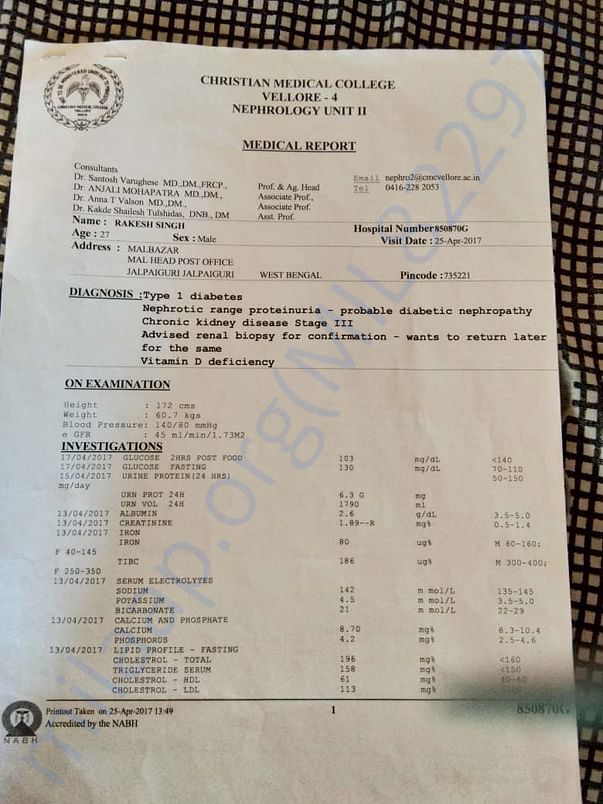 CHRISTIAN MEDICAL COLLEGE
VELLORE - 4
NEPHROLOGY UNIT II
MEDICAL REPORT
Consultants
Dr. Santosh Varughese MD.,DM.,FRCP., Prof. & Ag. Head
Dr. ANJALI MOHAPATRA MD.,DM., Associate Prof.,
Dr. Anna T Valson MD.,DM., Associate Prof.
Dr. Kakde Shailesh Tulshidas, DNB., DM Asst. Prof.
Email nephro2@cmcvellore.ac.in
Tel 0416-228 2053
Name : RAKESH SINGH Hospital Number850870G
Age : 27 Sex : Male Visit Date : 25-Apr-2017
Address : MALBAZAR
MAL HEAD POST OFFICE
JALPAIGURI JALPAIGURI WEST BENGAL Pincode :735221
DIAGNOSIS :Type 1 diabetes
Nephrotic range proteinuria - probable diabetic nephropathy
Chronic kidney disease Stage III
Advised renal biopsy for confirmation - wants to return later
for the same
Vitamin D deficiency
ON EXAMINATION
Height : 172 cms
Weight : 60.7 kgs
Blood Pressure: 140/80 mmHg
e GFR : 45 ml/min/1.73M2
INVESTIGATIONS
17/04/2017 GLUCOSE 2HRS POST FOOD 103 mg/dL <140
17/04/2017 GLUCOSE FASTING 130 mg/dL 70-110
15/04/2017 URINE PROTEIN(24 HRS) 50-150
mg/day
URN PROT 24H 6.3 G mg
URN VOL 24H 1790 ml
13/04/2017 ALBUMIN 2.6 g/dL 3.5-5.0
13/04/2017 CREATININE 1.89--R mg% 0.5-1.4
13/04/2017 IRON
IRON 80 ug% M 60-160;
F 40-145
TIBC 186 ug% M 300-400;
F 250-350
13/04/2017 SERUM ELECTROLYTES
SODIUM 142 m mol/L 135-145
POTASSIUM 4.5 m mol/L 3.5-5.0
BICARBONATE 21 m mol/L 22-29
13/04/2017 CALCIUM AND PHOSPHATE
CALCIUM 8.70 mg% 8.3-10.4
PHOSPHORUS 4.2 mg% 2.5-4.6
13/04/2017 LIPID PROFILE - FASTING
CHOLESTROL - TOTAL 196 mg% <160
TRIGLYCERIDE SERUM 158 mg% <150
CHOLESTROL - HDL 61 mg% 40-60
CHOLESTROL - LDL 113 mg%
Printout Taken on 25-Apr-2017 13:49 1 850870G
Accredited by the NABH
NABH